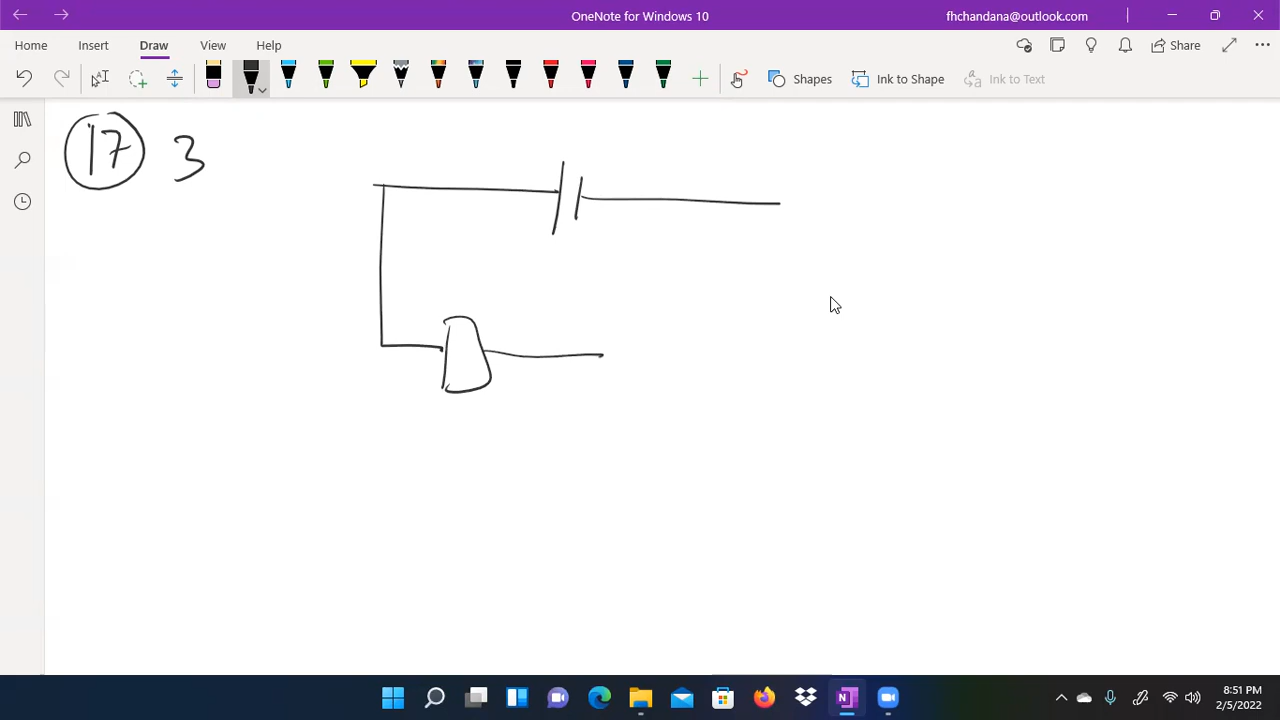 OneNote for Windows 10
fhchandana@outlook.com
Home Insert Draw View Help
Share
Shapes Ink to Shape Ink to Text
17 3
8:51 PM
2/5/2022